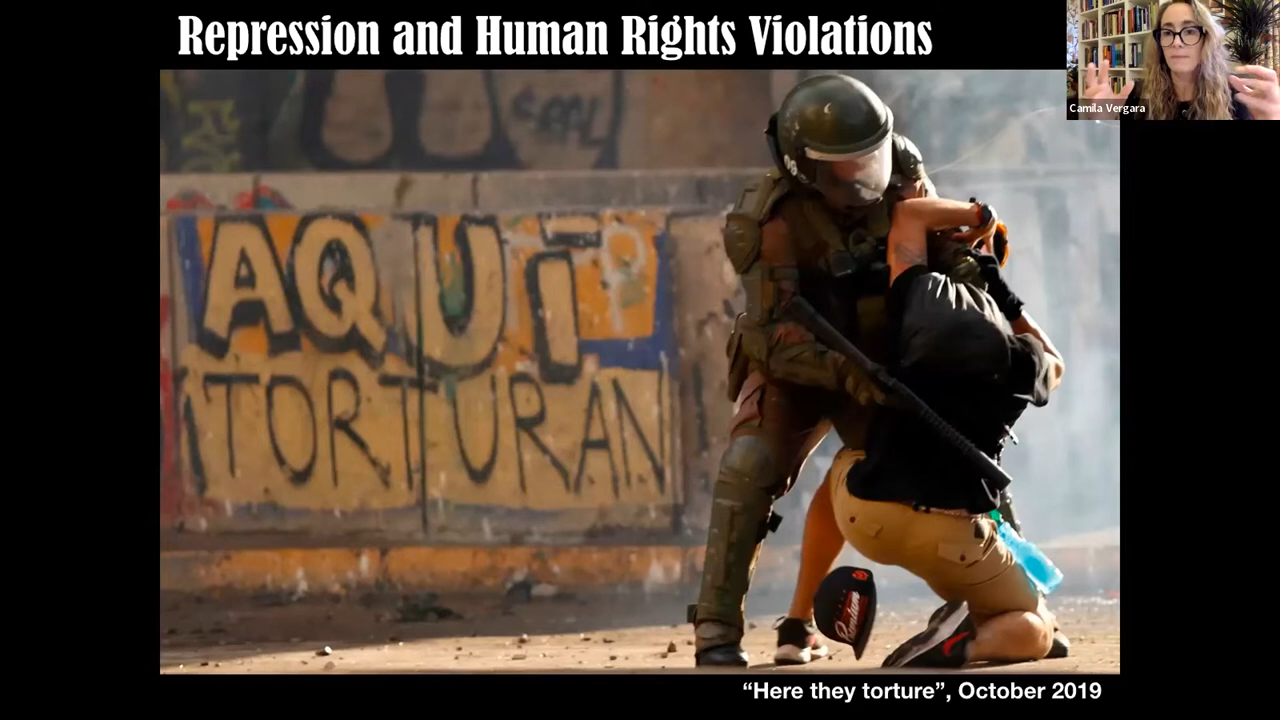 Repression and Human Rights Violations
Camila Vergara
AQUÍ
TORTURAN
“Here they torture”, October 2019